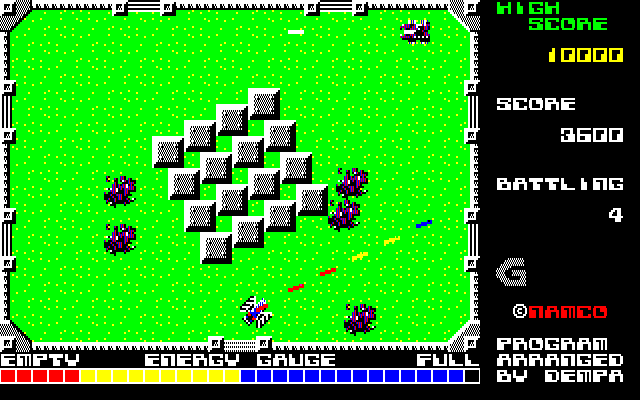 HIGH
SCORE
10000
SCORE
3600
BATTLING
4
G
©NAMCO
PROGRAM
ARRANGED
BY DEMPA
EMPTY ENERGY GAUGE FULL